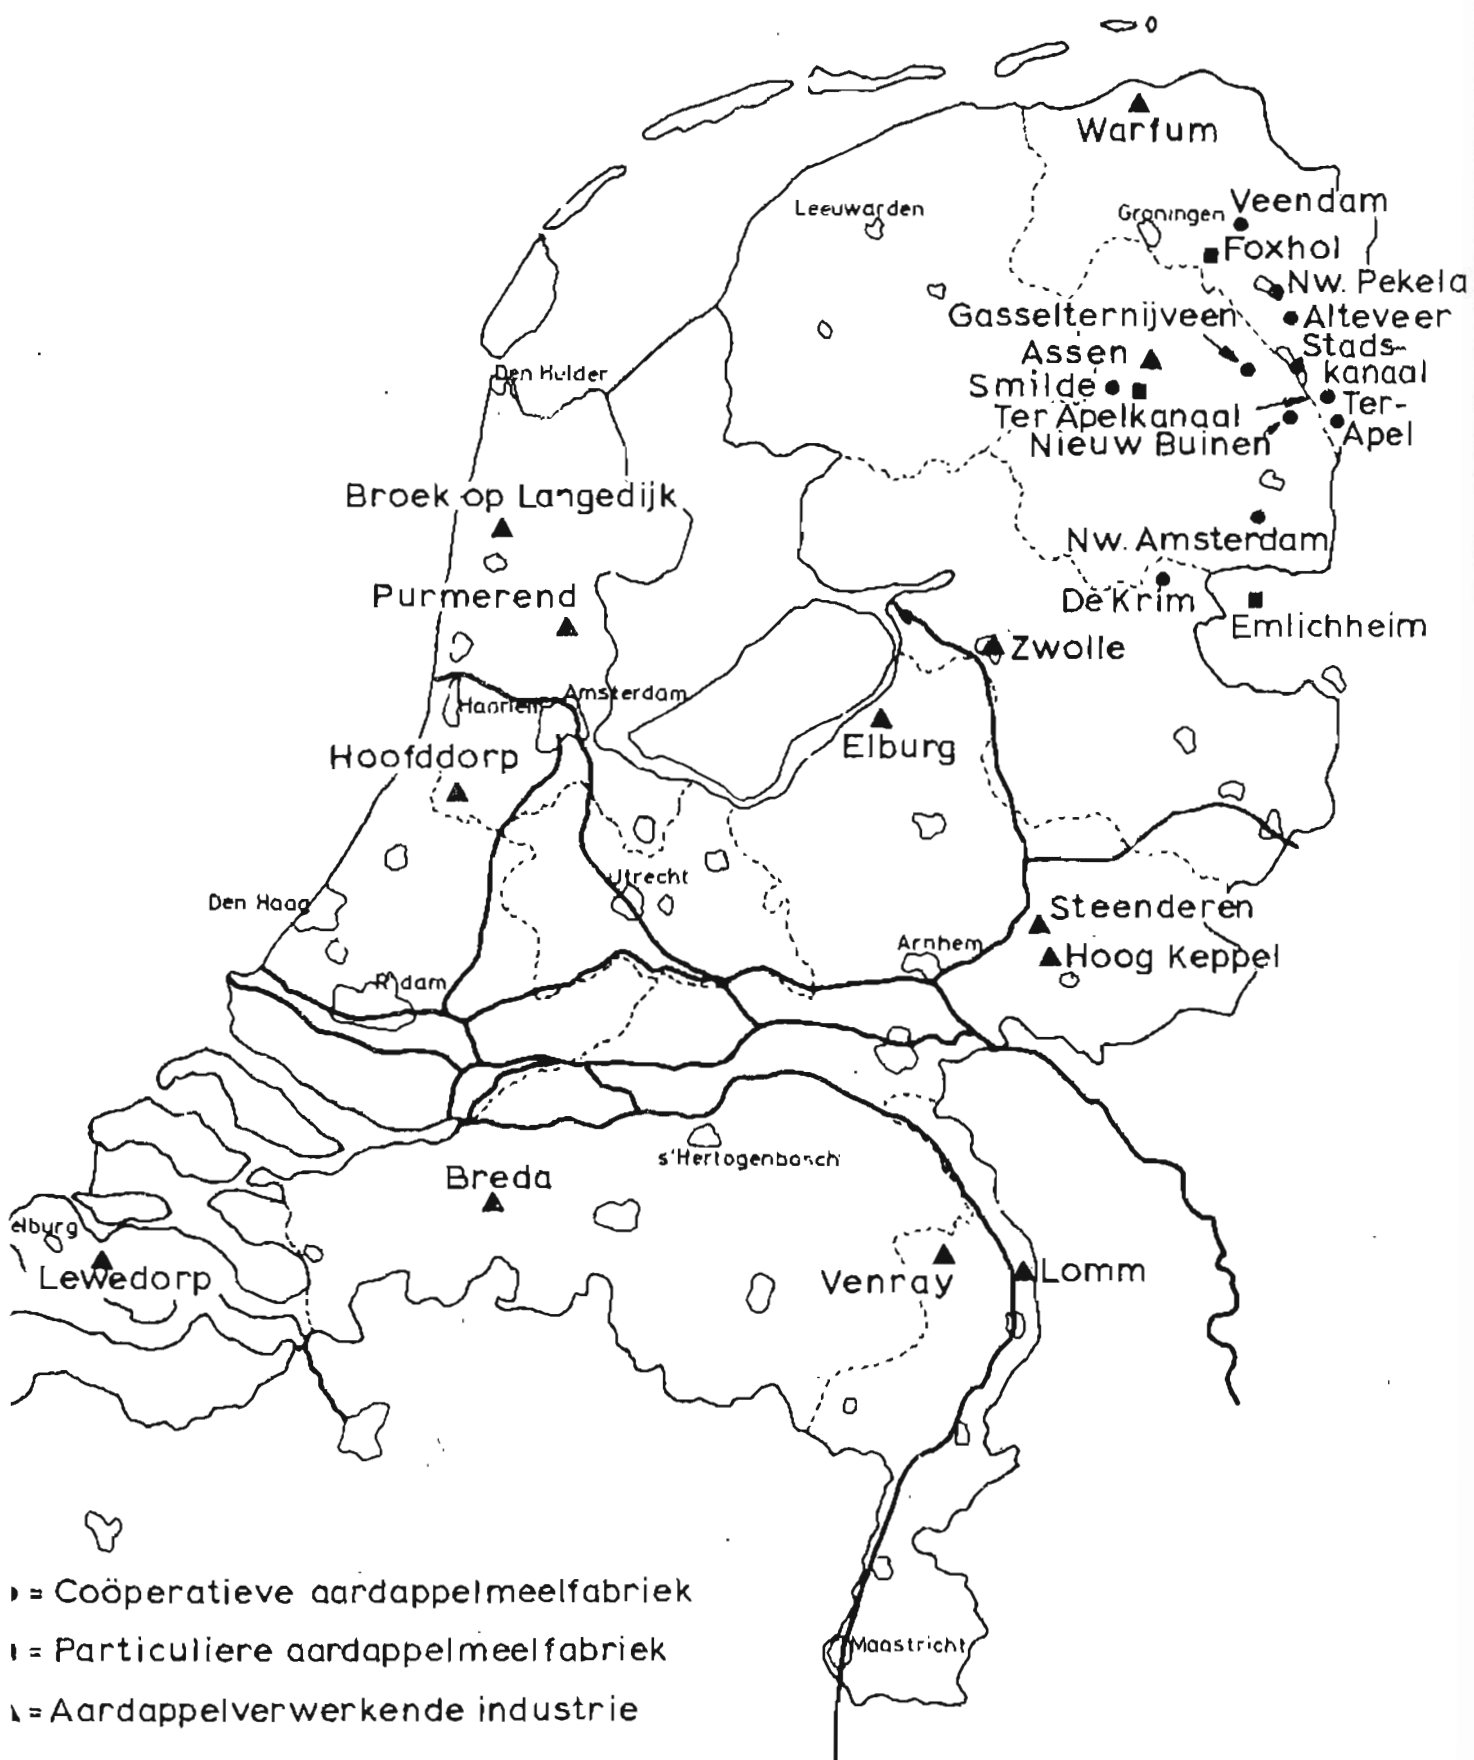 Warfum
Leeuwarden
Groningen
Veendam
Foxhol
Nw. Pekela
Gasselternijveen
Alteveer
Assen
Stads-
kanaal
Smilde
Ter Apelkanaal
Ter-
Apel
Nieuw Buinen
Den Helder
Broek op Langedijk
Nw. Amsterdam
Purmerend
De Krim
Emlichheim
Zwolle
Amsterdam
Haarlem
Elburg
Hoofddorp
Utrecht
Den Haag
Steenderen
Arnhem
Hoog Keppel
R'dam
s'Hertogenbosch
Breda
elburg
Lewedorp
Venray
Lomm
= Coöperatieve aardappelmeelfabriek
= Particuliere aardappelmeelfabriek
Maastricht
= Aardappelverwerkende industrie